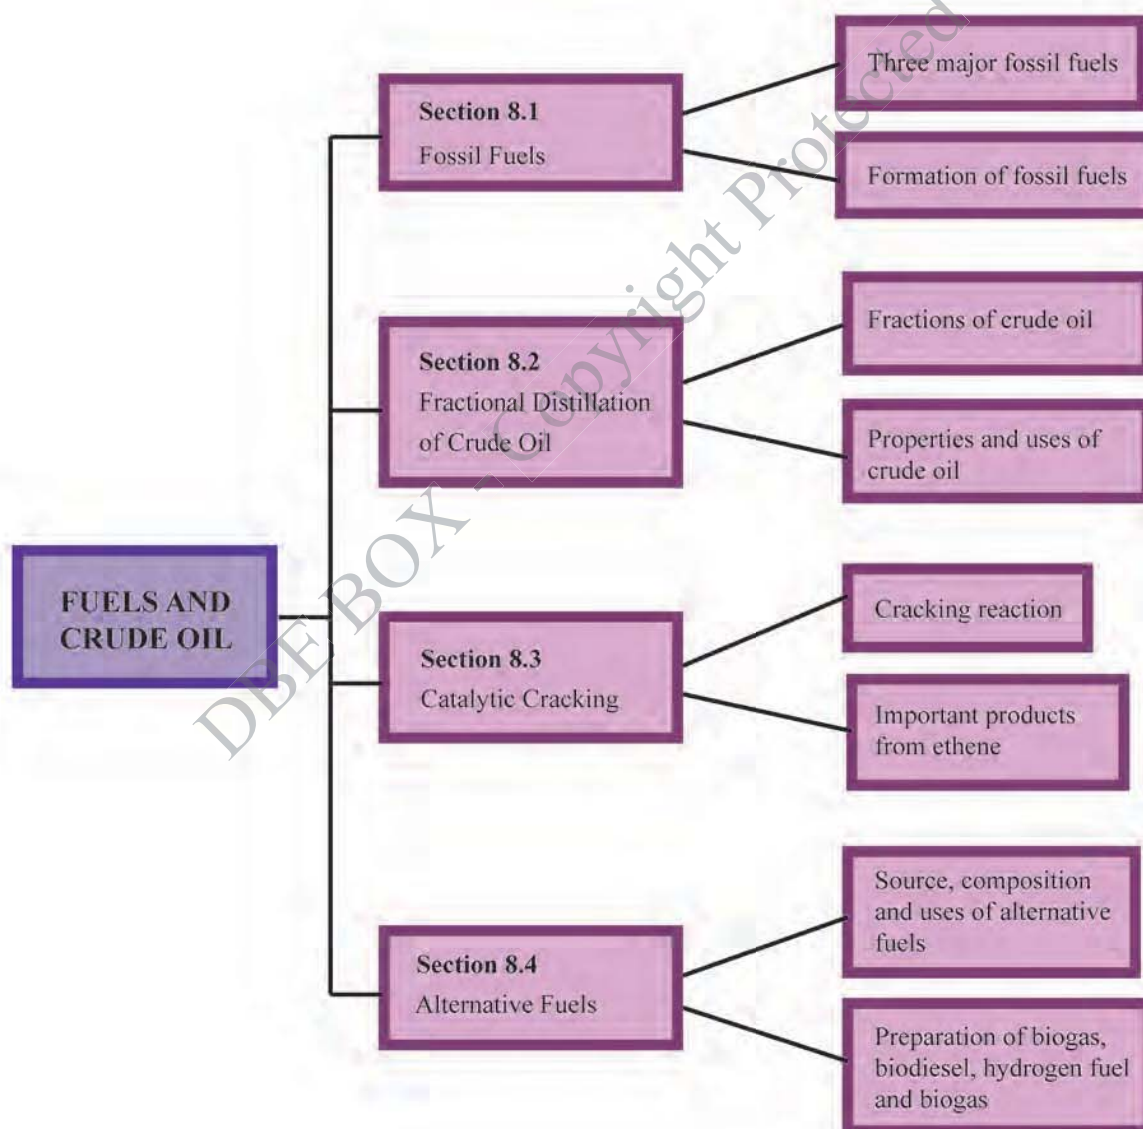 FUELS AND
CRUDE OIL
Section 8.1
Fossil Fuels
Three major fossil fuels
Formation of fossil fuels
Section 8.2
Fractional Distillation
of Crude Oil
Fractions of crude oil
Properties and uses of
crude oil
Section 8.3
Catalytic Cracking
Cracking reaction
Important products
from ethene
Section 8.4
Alternative Fuels
Source, composition
and uses of alternative
fuels
Preparation of biogas,
biodiesel, hydrogen fuel
and biogas
DBE BOX - Copyright Protected